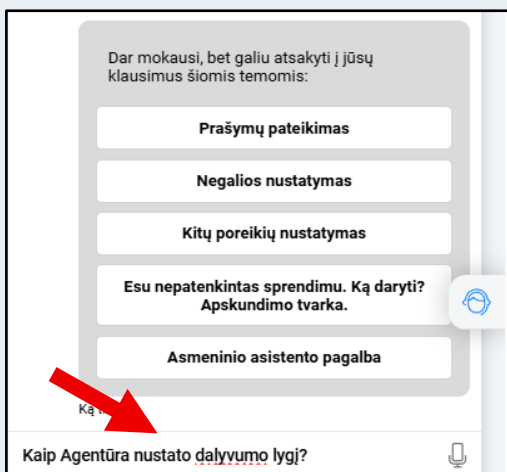 Dar mokausi, bet galiu atsakyti į jūsų
klausimus šiomis temomis:
Prašymų pateikimas
Negalios nustatymas
Kitų poreikių nustatymas
Esu nepatenkintas sprendimu. Ką daryti?
Apskundimo tvarka.
Asmeninio asistento pagalba
Kaip Agentūra nustato dalyvumo lygį?